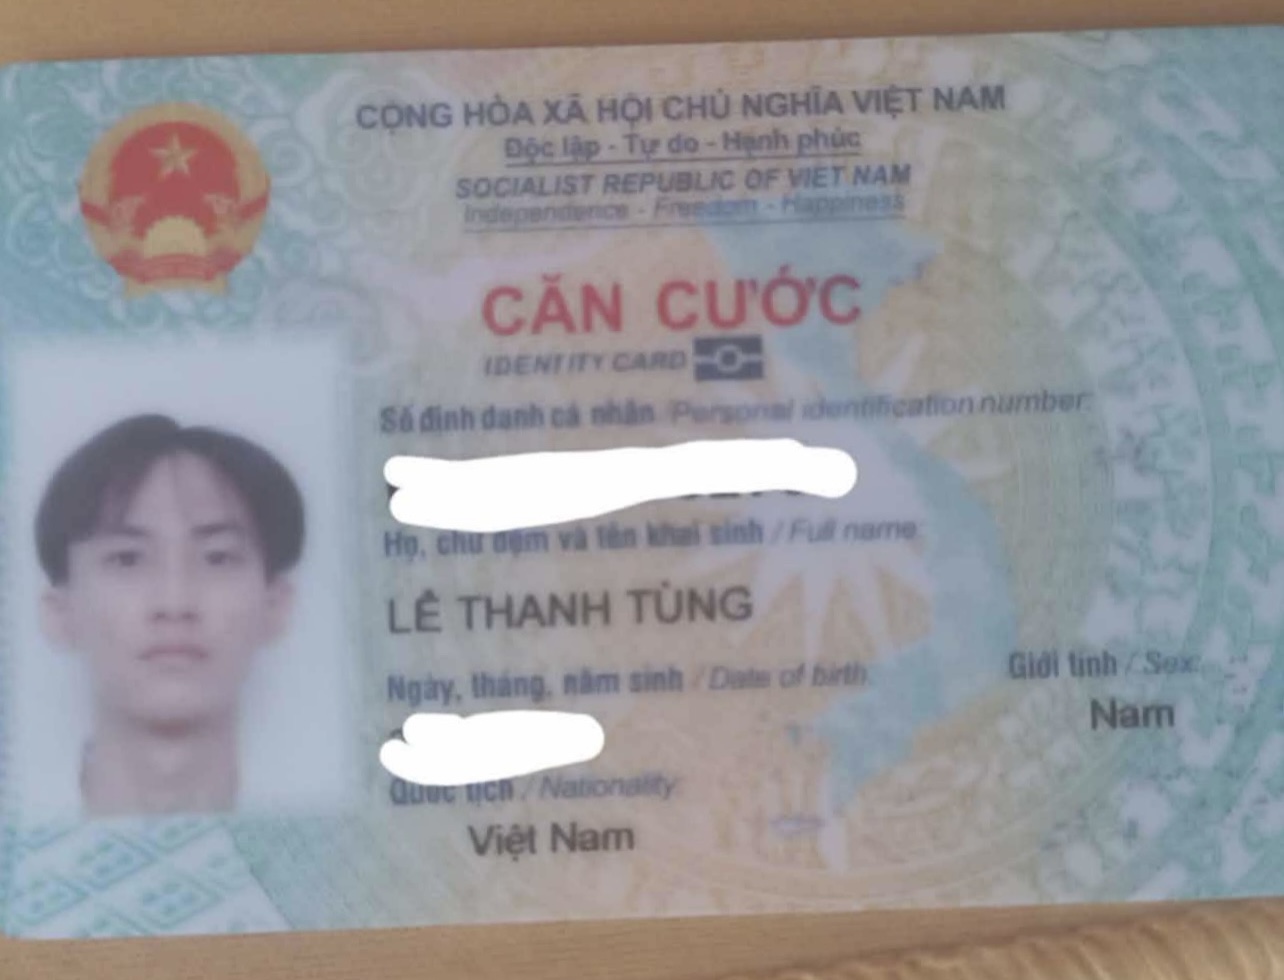 CỘNG HÒA XÃ HỘI CHỦ NGHĨA VIỆT NAM
Độc lập - Tự do - Hạnh phúc
SOCIALIST REPUBLIC OF VIET NAM
Independence - Freedom - Happiness
CĂN CƯỚC
IDENTITY CARD
Số định danh cá nhân / Personal identification number:
Họ, chữ đệm và tên khai sinh / Full name:
LÊ THANH TÙNG
Ngày, tháng, năm sinh / Date of birth:
Giới tính / Sex:
Nam
Quốc tịch / Nationality:
Việt Nam